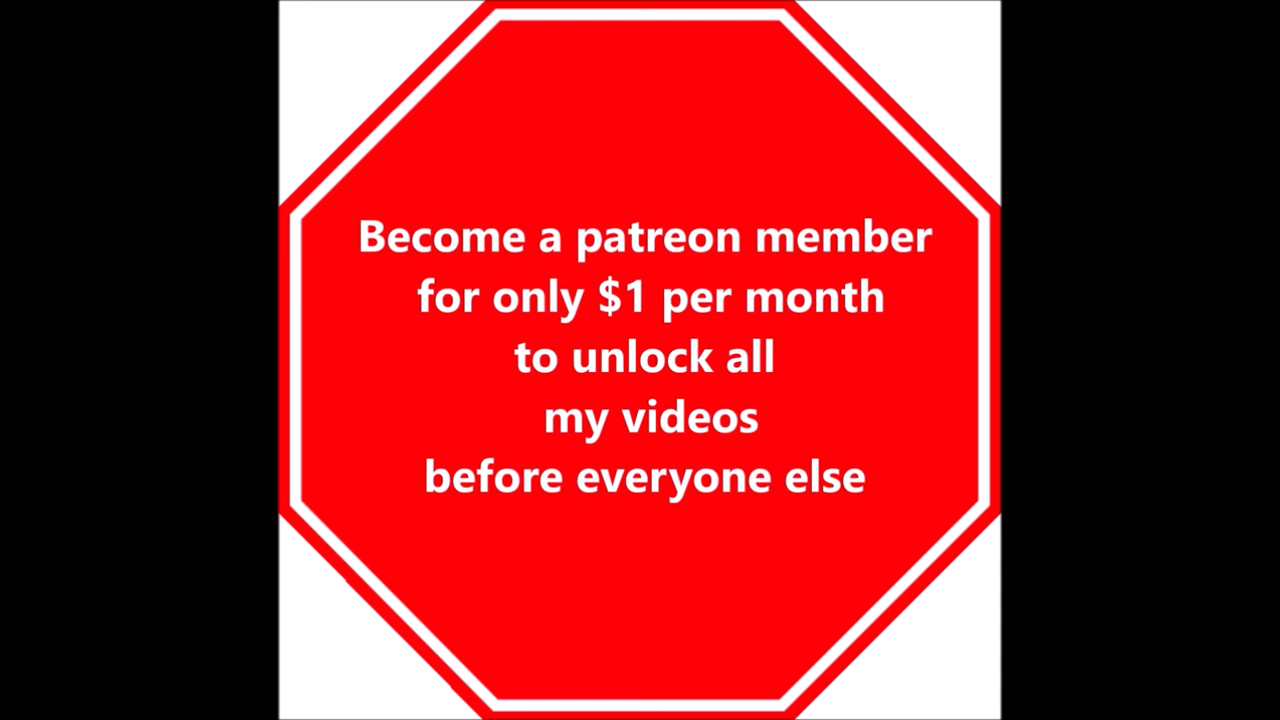 Become a patreon member
for only $1 per month
to unlock all
my videos
before everyone else